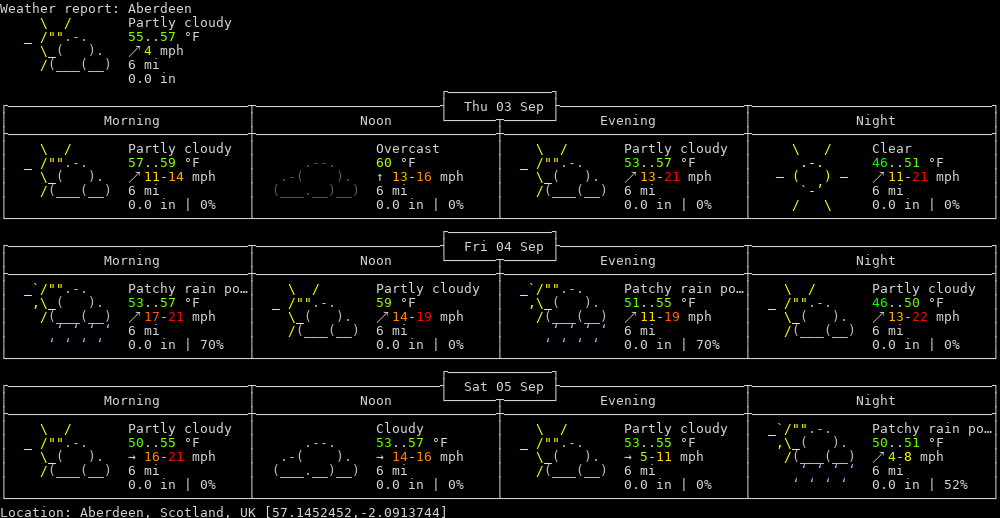 Weather report: Aberdeen
Partly cloudy
55..57 °F
↗ 4 mph
6 mi
0.0 in
Thu 03 Sep
Morning Noon Evening Night
Partly cloudy Overcast Partly cloudy Clear
57..59 °F 60 °F 53..57 °F 46..51 °F
↗ 11-14 mph ↑ 13-16 mph ↗ 13-21 mph ↗ 11-21 mph
6 mi 6 mi 6 mi 6 mi
0.0 in | 0% 0.0 in | 0% 0.0 in | 0% 0.0 in | 0%
Fri 04 Sep
Morning Noon Evening Night
Patchy rain po… Partly cloudy Patchy rain po… Partly cloudy
53..57 °F 59 °F 51..55 °F 46..50 °F
↗ 17-21 mph ↗ 14-19 mph ↗ 11-19 mph ↗ 13-22 mph
6 mi 6 mi 6 mi 6 mi
0.0 in | 70% 0.0 in | 0% 0.0 in | 70% 0.0 in | 0%
Sat 05 Sep
Morning Noon Evening Night
Partly cloudy Cloudy Partly cloudy Patchy rain po…
50..55 °F 53..57 °F 53..55 °F 50..51 °F
→ 16-21 mph → 14-16 mph → 5-11 mph ↗ 4-8 mph
6 mi 6 mi 6 mi 6 mi
0.0 in | 0% 0.0 in | 0% 0.0 in | 0% 0.0 in | 52%
Location: Aberdeen, Scotland, UK [57.1452452,-2.0913744]